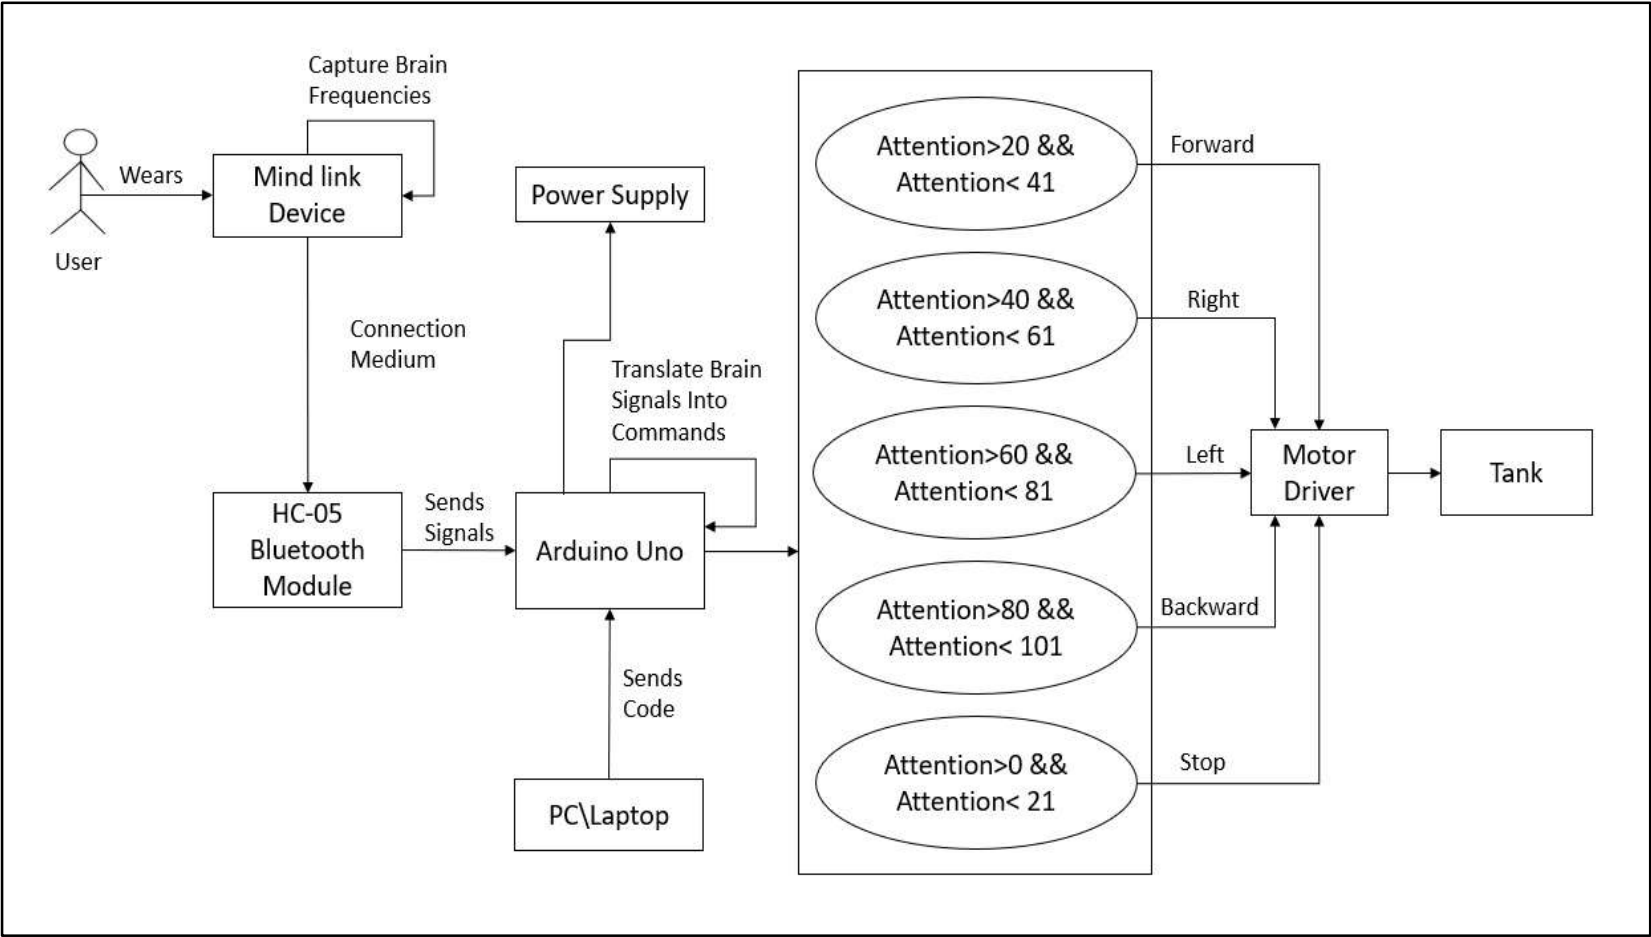 Capture Brain
Frequencies
Wears
User
Mind link
Device
Connection
Medium
HC-05
Bluetooth
Module
Sends
Signals
Power Supply
Translate Brain
Signals Into
Commands
Arduino Uno
Sends
Code
PC\Laptop
Attention>20 &&
Attention< 41
Forward
Attention>40 &&
Attention< 61
Right
Attention>60 &&
Attention< 81
Left
Attention>80 &&
Attention< 101
Backward
Attention>0 &&
Attention< 21
Stop
Motor
Driver
Tank